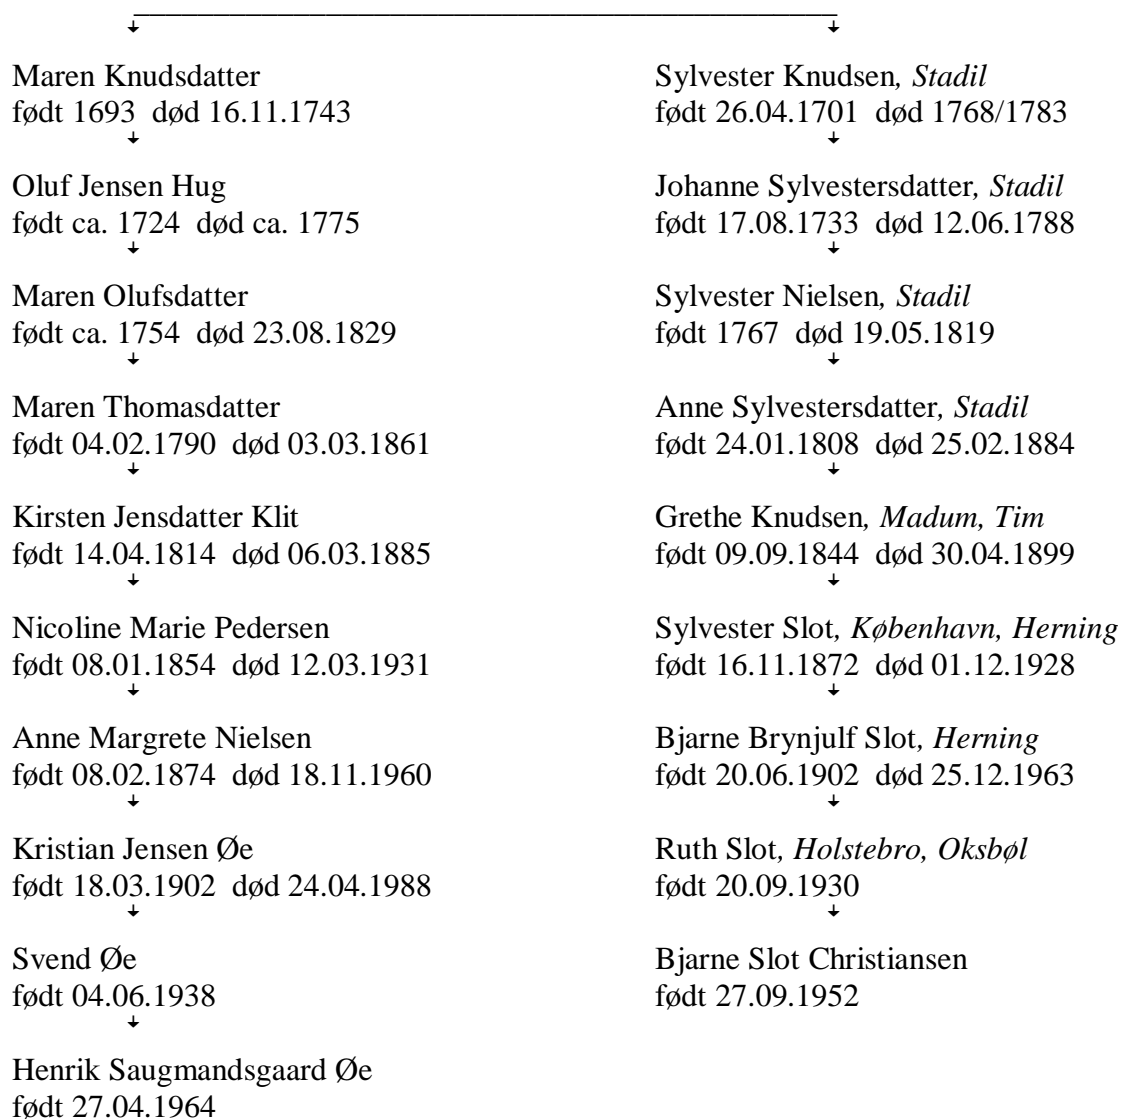 Maren Knudsdatter
født 1693 død 16.11.1743
Oluf Jensen Hug
født ca. 1724 død ca. 1775
Maren Olufsdatter
født ca. 1754 død 23.08.1829
Maren Thomasdatter
født 04.02.1790 død 03.03.1861
Kirsten Jensdatter Klit
født 14.04.1814 død 06.03.1885
Nicoline Marie Pedersen
født 08.01.1854 død 12.03.1931
Anne Margrete Nielsen
født 08.02.1874 død 18.11.1960
Kristian Jensen Øe
født 18.03.1902 død 24.04.1988
Svend Øe
født 04.06.1938
Henrik Saugmandsgaard Øe
født 27.04.1964
Sylvester Knudsen, Stadil
født 26.04.1701 død 1768/1783
Johanne Sylvestersdatter, Stadil
født 17.08.1733 død 12.06.1788
Sylvester Nielsen, Stadil
født 1767 død 19.05.1819
Anne Sylvestersdatter, Stadil
født 24.01.1808 død 25.02.1884
Grethe Knudsen, Madum, Tim
født 09.09.1844 død 30.04.1899
Sylvester Slot, København, Herning
født 16.11.1872 død 01.12.1928
Bjarne Brynjulf Slot, Herning
født 20.06.1902 død 25.12.1963
Ruth Slot, Holstebro, Oksbøl
født 20.09.1930
Bjarne Slot Christiansen
født 27.09.1952